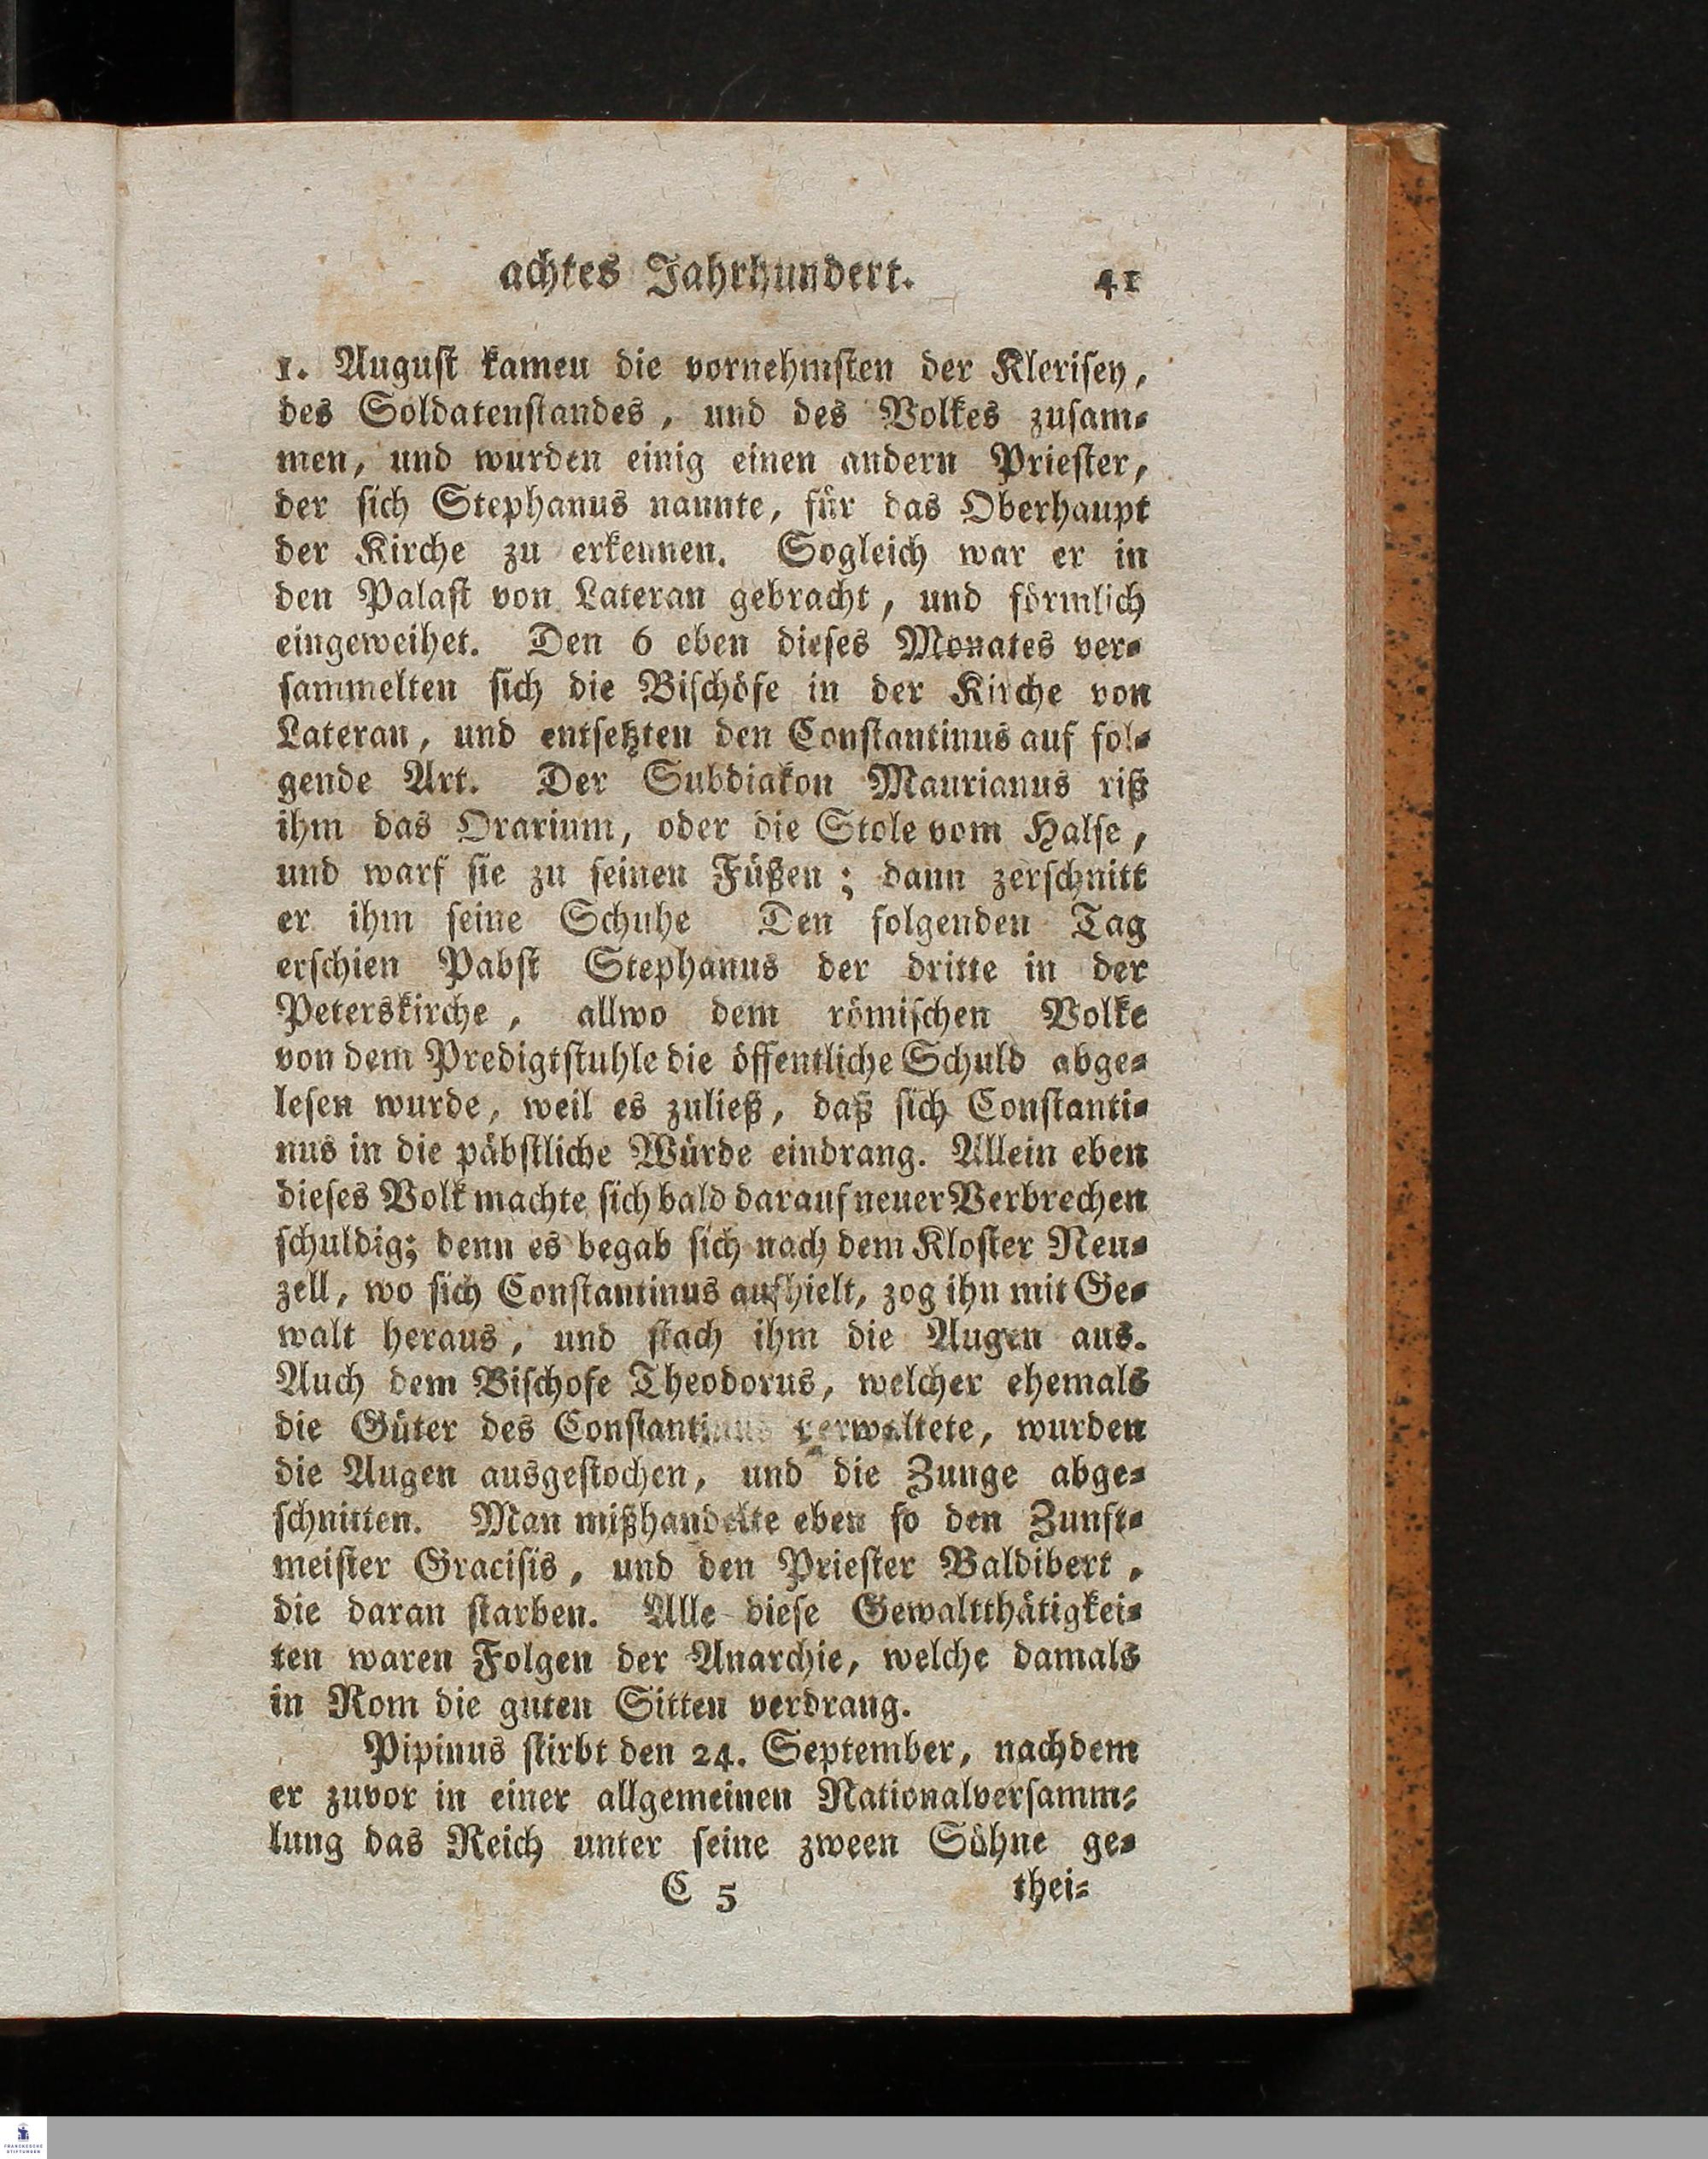 achtes Jahrhundert. 41
1. August kameu die vornehmsten der Klerisey,
des Soldatenstandes, und des Volkes zusam-
men, und wurden einig einen andern Priester,
der sich Stephanus naunte, für das Oberhaupt
der Kirche zu erkennen. Sogleich war er in
den Palast von Lateran gebracht, und förmlich
eingeweihet. Den 6 eben dieses Monates ver-
sammelten sich die Bischöfe in der Kirche von
Lateran, und entsetzten den Constantinus auf fol-
gende Art. Der Subdiakon Maurianus riß
ihm das Orarium, oder die Stole vom Halse,
und warf sie zu seinen Füßen; dann zerschnitt
er ihm seine Schuhe Den folgenden Tag
erschien Pabst Stephanus der dritte in der
Peterskirche, allwo dem römischen Volke
von dem Predigtstuhle die öffentliche Schuld abge-
lesen wurde, weil es zuließ, daß sich Constanti-
nus in die päbstliche Würde eindrang. Allein eben
dieses Volk machte sich bald darauf neuer Verbrechen
schuldig; denn es begab sich nach dem Kloster Neu-
zell, wo sich Constantinus aufhielt, zog ihn mit Ge-
walt heraus, und stach ihm die Augen aus.
Auch dem Bischofe Theodorus, welcher ehemals
die Güter des Constantinus verwaltete, wurden
die Augen ausgestochen, und die Zunge abge-
schnitten. Man mißhandelte eben so den Zunft-
meister Gracisis, und den Priester Baldibert,
die daran starben. Alle diese Gewaltthätigkei-
ten waren Folgen der Anarchie, welche damals
in Rom die guten Sitten verdrang.
Pipinus stirbt den 24. September, nachdem
er zuvor in einer allgemeinen Nationalversamm-
lung das Reich unter seine zween Söhne ge-
C 5 thei-
FRANCKESCHE
STIFTUNGEN